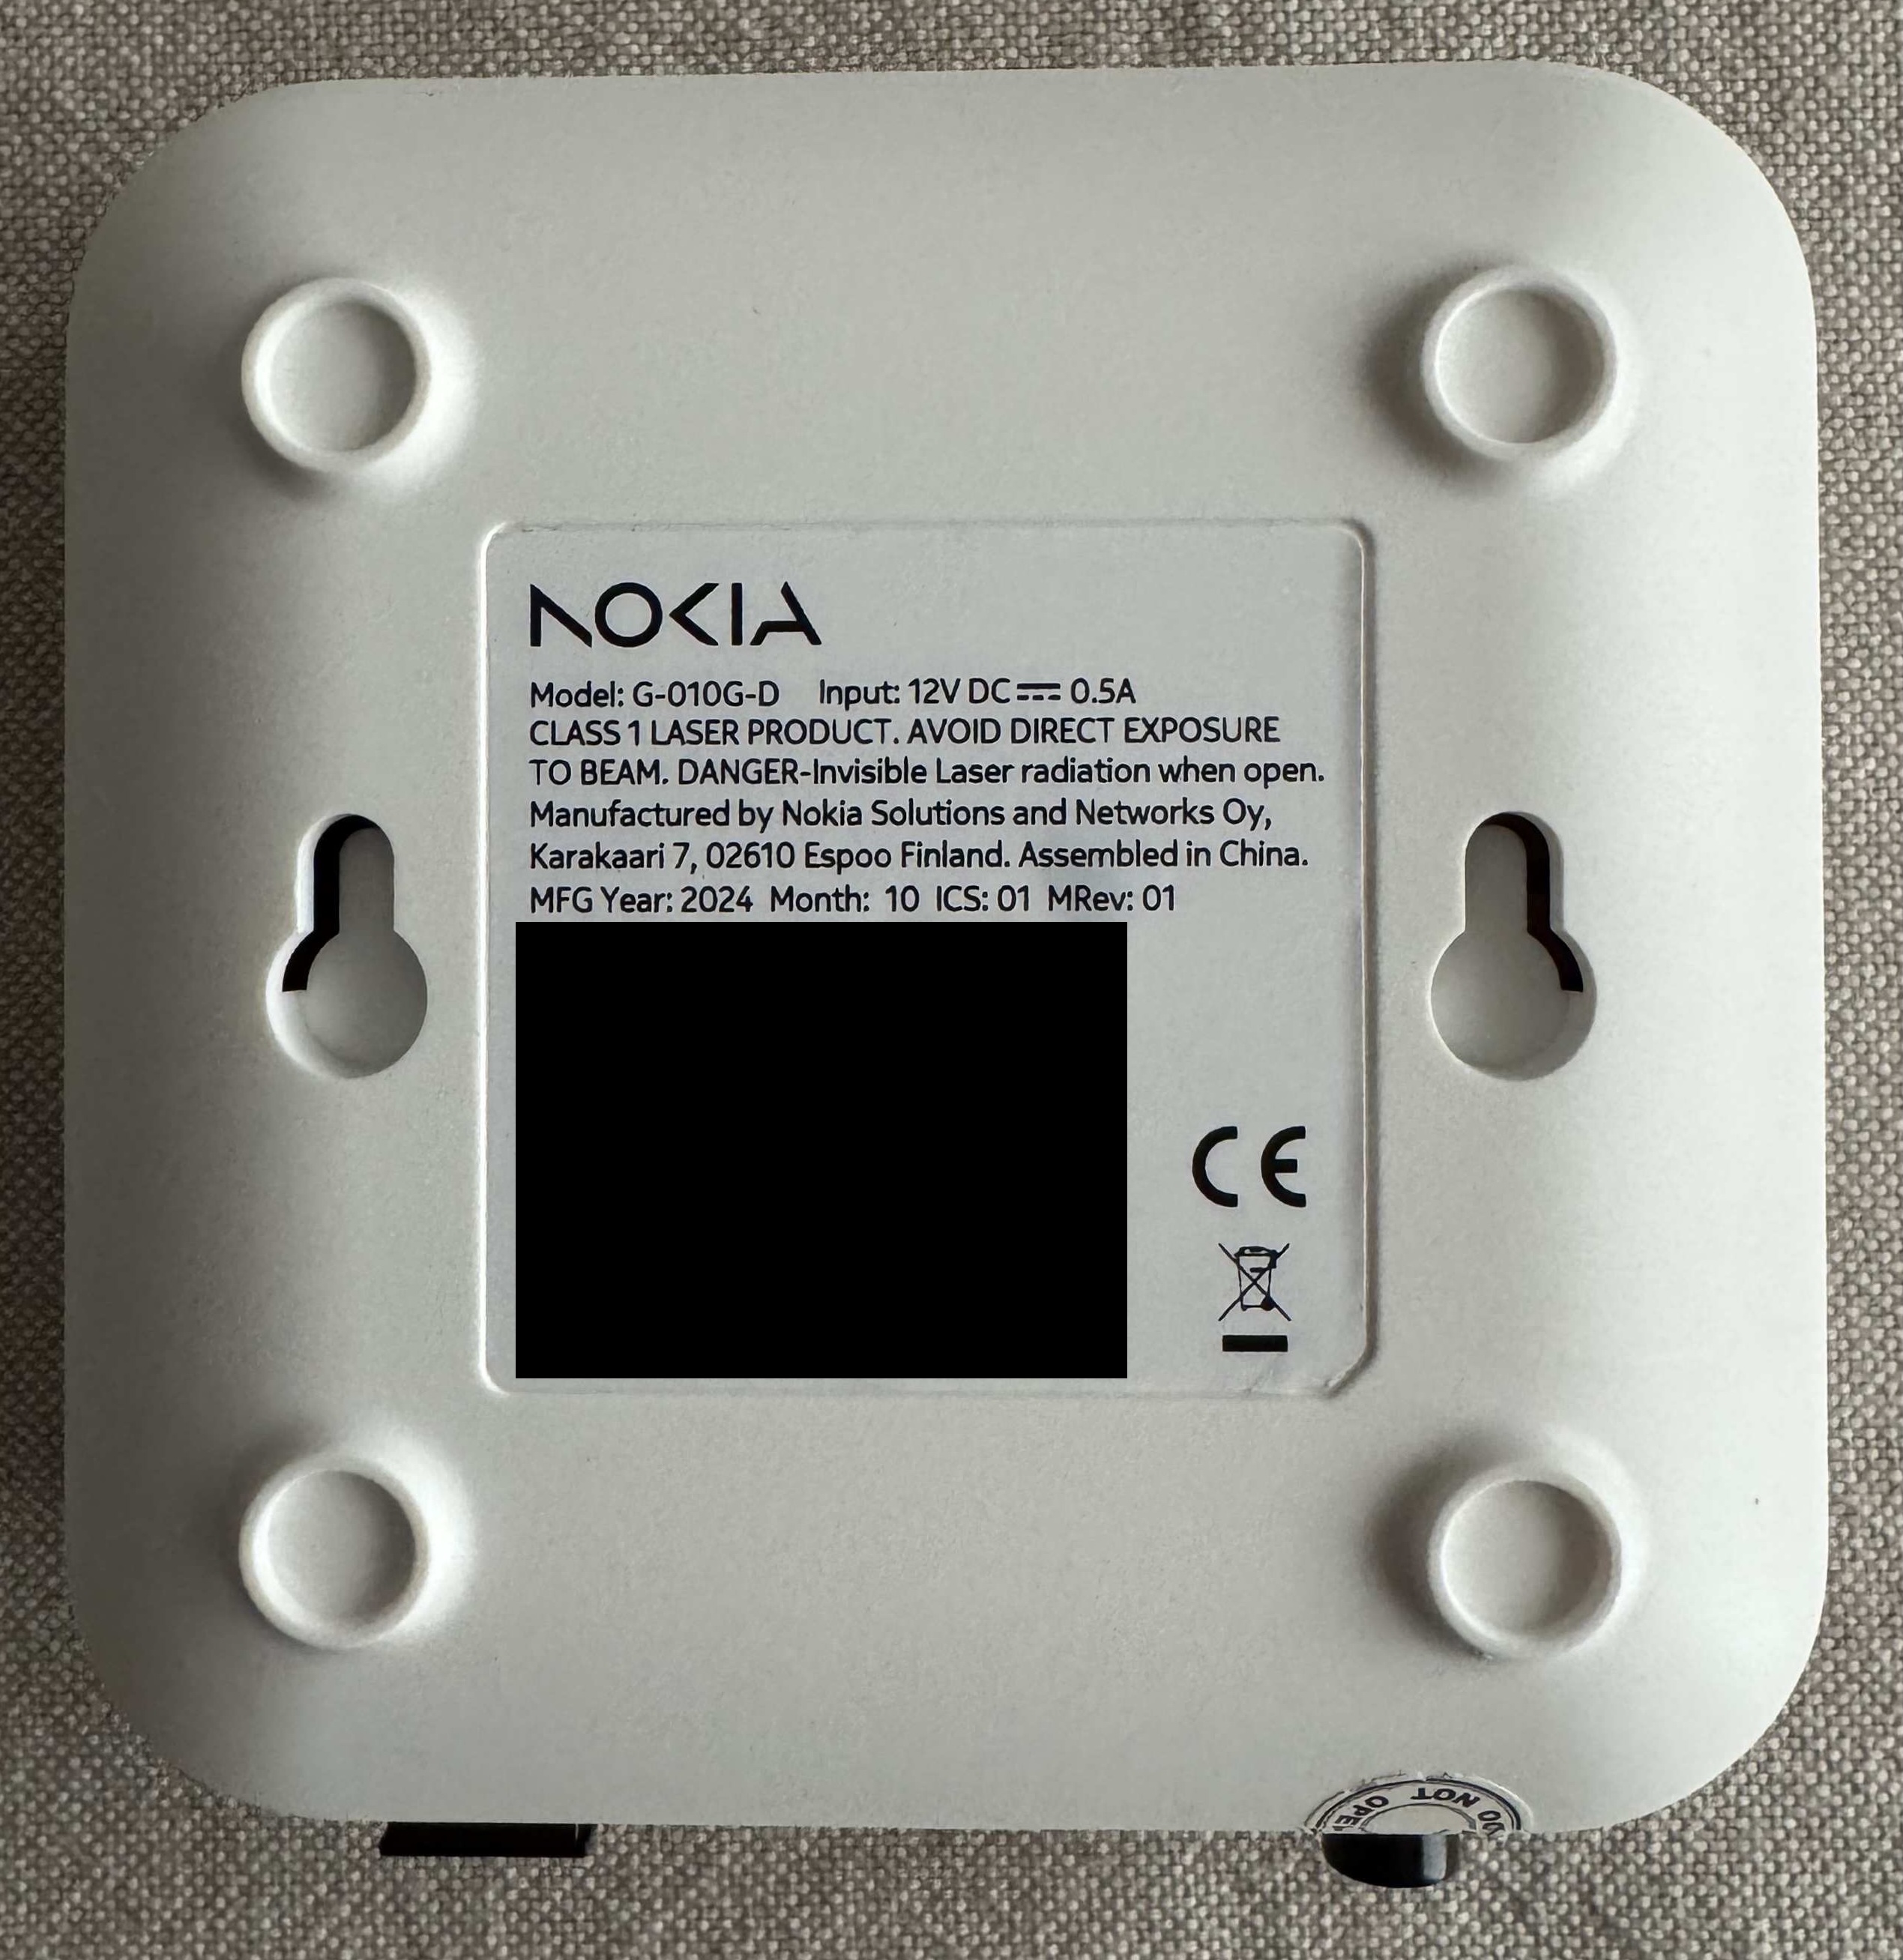 NOKIA
Model: G-010G-D Input: 12V DC ⎓ 0.5A
CLASS 1 LASER PRODUCT. AVOID DIRECT EXPOSURE
TO BEAM. DANGER-Invisible Laser radiation when open.
Manufactured by Nokia Solutions and Networks Oy,
Karakaari 7, 02610 Espoo Finland. Assembled in China.
MFG Year: 2024 Month: 10 ICS: 01 MRev: 01
CE
DO NOT OPEN